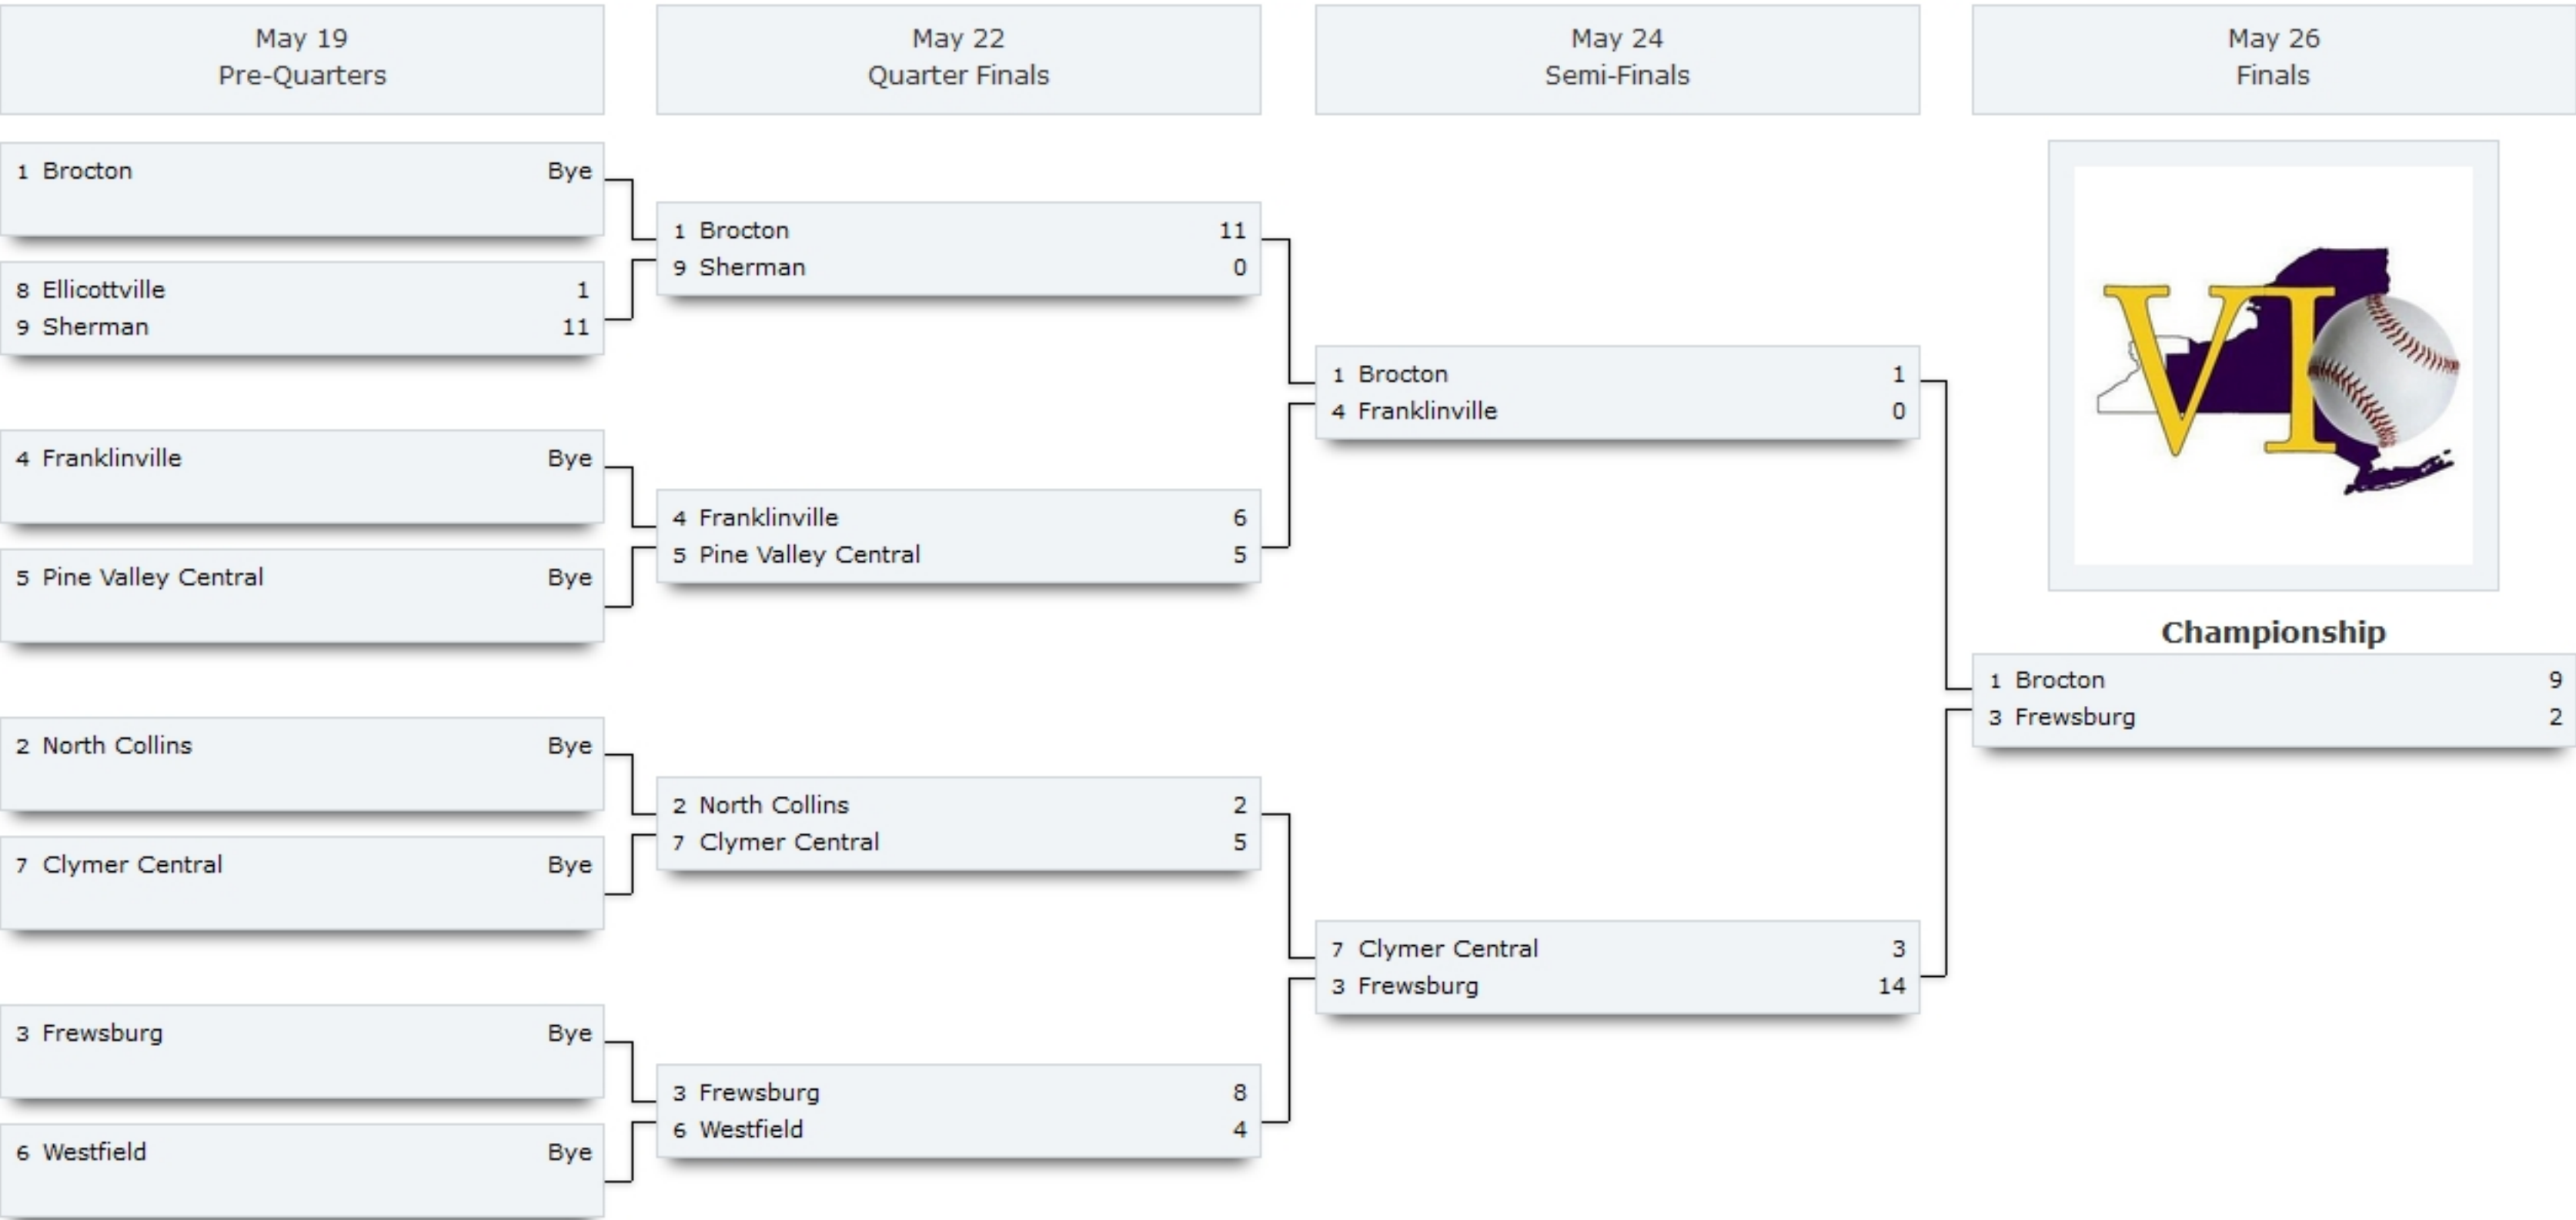 May 19
Pre-Quarters
May 22
Quarter Finals
May 24
Semi-Finals
May 26
Finals
1 Brocton Bye
8 Ellicottville 1
9 Sherman 11
4 Franklinville Bye
5 Pine Valley Central Bye
2 North Collins Bye
7 Clymer Central Bye
3 Frewsburg Bye
6 Westfield Bye
1 Brocton 11
9 Sherman 0
4 Franklinville 6
5 Pine Valley Central 5
2 North Collins 2
7 Clymer Central 5
3 Frewsburg 8
6 Westfield 4
1 Brocton 1
4 Franklinville 0
7 Clymer Central 3
3 Frewsburg 14
VI
Championship
1 Brocton 9
3 Frewsburg 2